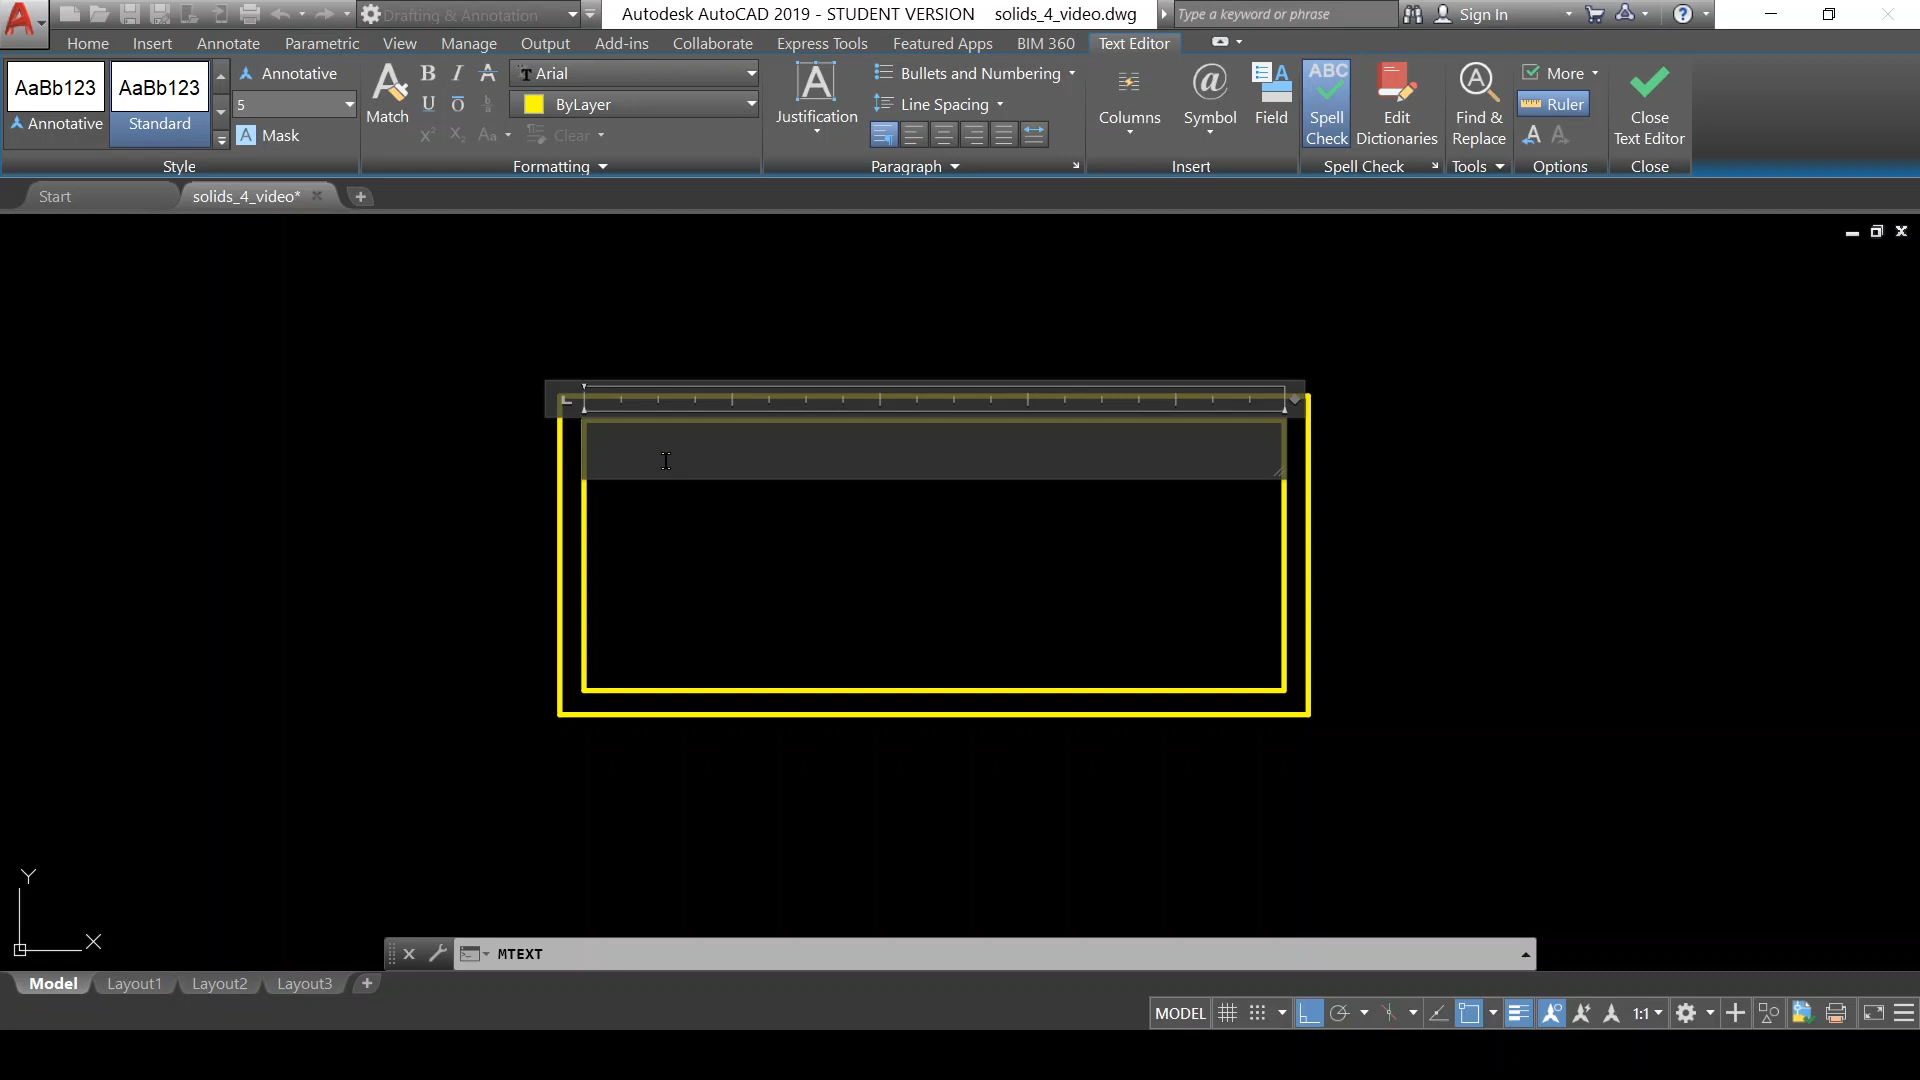 Drafting & Annotation
Autodesk AutoCAD 2019 - STUDENT VERSION solids_4_video.dwg
Type a keyword or phrase
Sign In
Home Insert Annotate Parametric View Manage Output Add-ins Collaborate Express Tools Featured Apps BIM 360 Text Editor
AaBb123 AaBb123 Annotative
Annotative Standard
5
Mask
Style
Match
Arial
ByLayer
Clear
Formatting
Justification
Bullets and Numbering
Line Spacing
Paragraph
Columns
Symbol
Field
Insert
ABC
Spell
Check
Edit
Dictionaries
Spell Check
Find &
Replace
Tools
More
Ruler
Options
Close
Text Editor
Close
Start solids_4_video*
Y
X
MTEXT
Model Layout1 Layout2 Layout3
MODEL 1:1